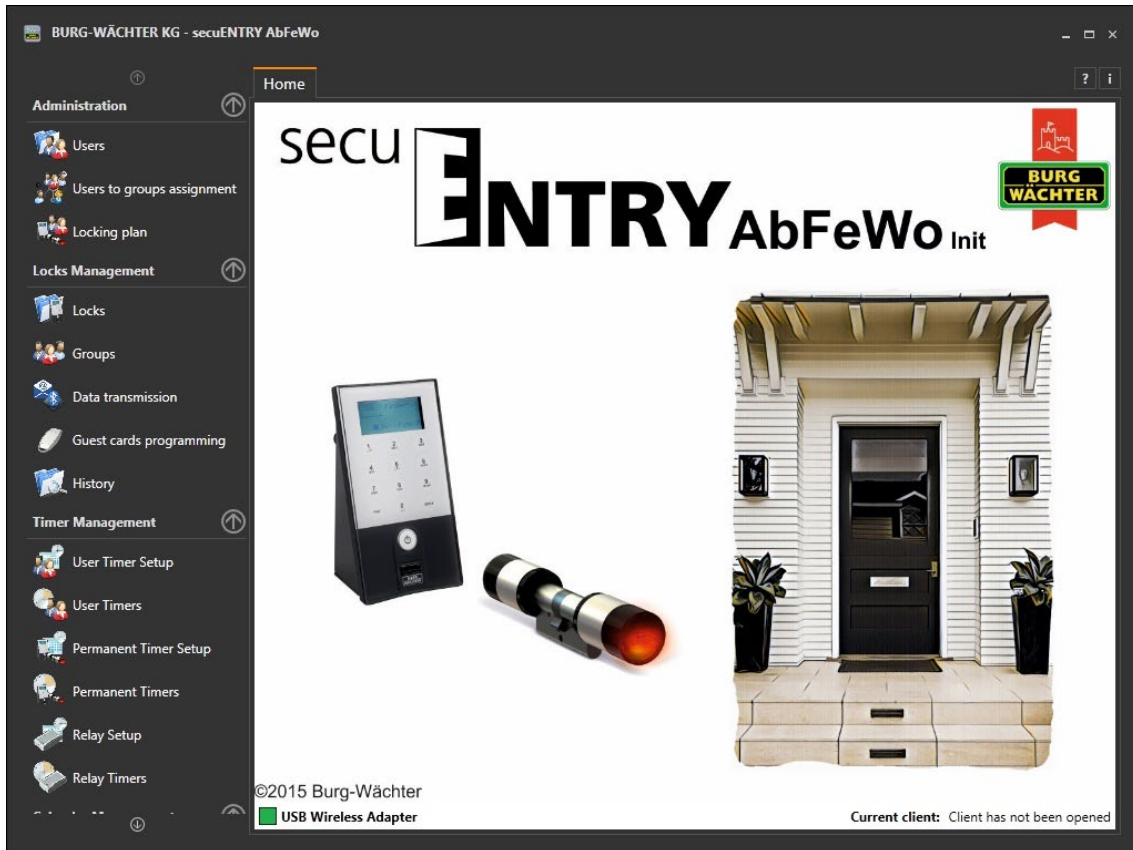 BURG-WÄCHTER KG - secuENTRY AbFeWo
Home
? i
Administration
Users
Users to groups assignment
Locking plan
Locks Management
Locks
Groups
Data transmission
Guest cards programming
History
Timer Management
User Timer Setup
User Timers
Permanent Timer Setup
Permanent Timers
Relay Setup
Relay Timers
secu ENTRY AbFeWo Init
BURG
WÄCHTER
©2015 Burg-Wächter
USB Wireless Adapter
Current client: Client has not been opened